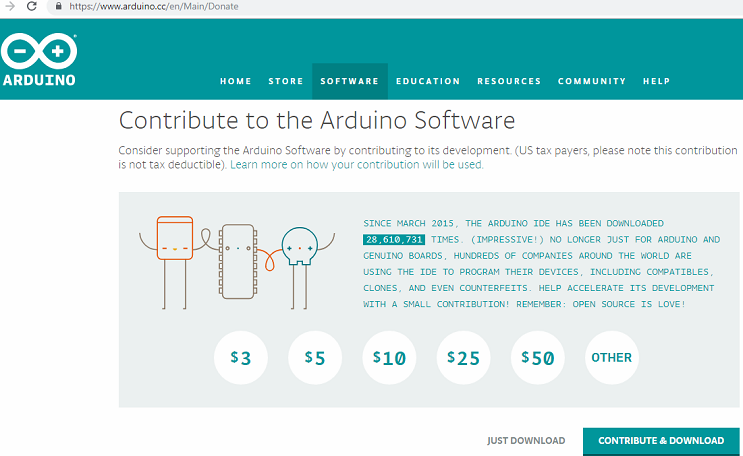 https://www.arduino.cc/en/Main/Donate
ARDUINO
HOME STORE SOFTWARE EDUCATION RESOURCES COMMUNITY HELP
Contribute to the Arduino Software
Consider supporting the Arduino Software by contributing to its development. (US tax payers, please note this contribution
is not tax deductible). Learn more on how your contribution will be used.
SINCE MARCH 2015, THE ARDUINO IDE HAS BEEN DOWNLOADED
28,610,731 TIMES. (IMPRESSIVE!) NO LONGER JUST FOR ARDUINO AND
GENUINO BOARDS, HUNDREDS OF COMPANIES AROUND THE WORLD ARE
USING THE IDE TO PROGRAM THEIR DEVICES, INCLUDING COMPATIBLES,
CLONES, AND EVEN COUNTERFEITS. HELP ACCELERATE ITS DEVELOPMENT
WITH A SMALL CONTRIBUTION! REMEMBER: OPEN SOURCE IS LOVE!
$3 $5 $10 $25 $50 OTHER
JUST DOWNLOAD CONTRIBUTE & DOWNLOAD